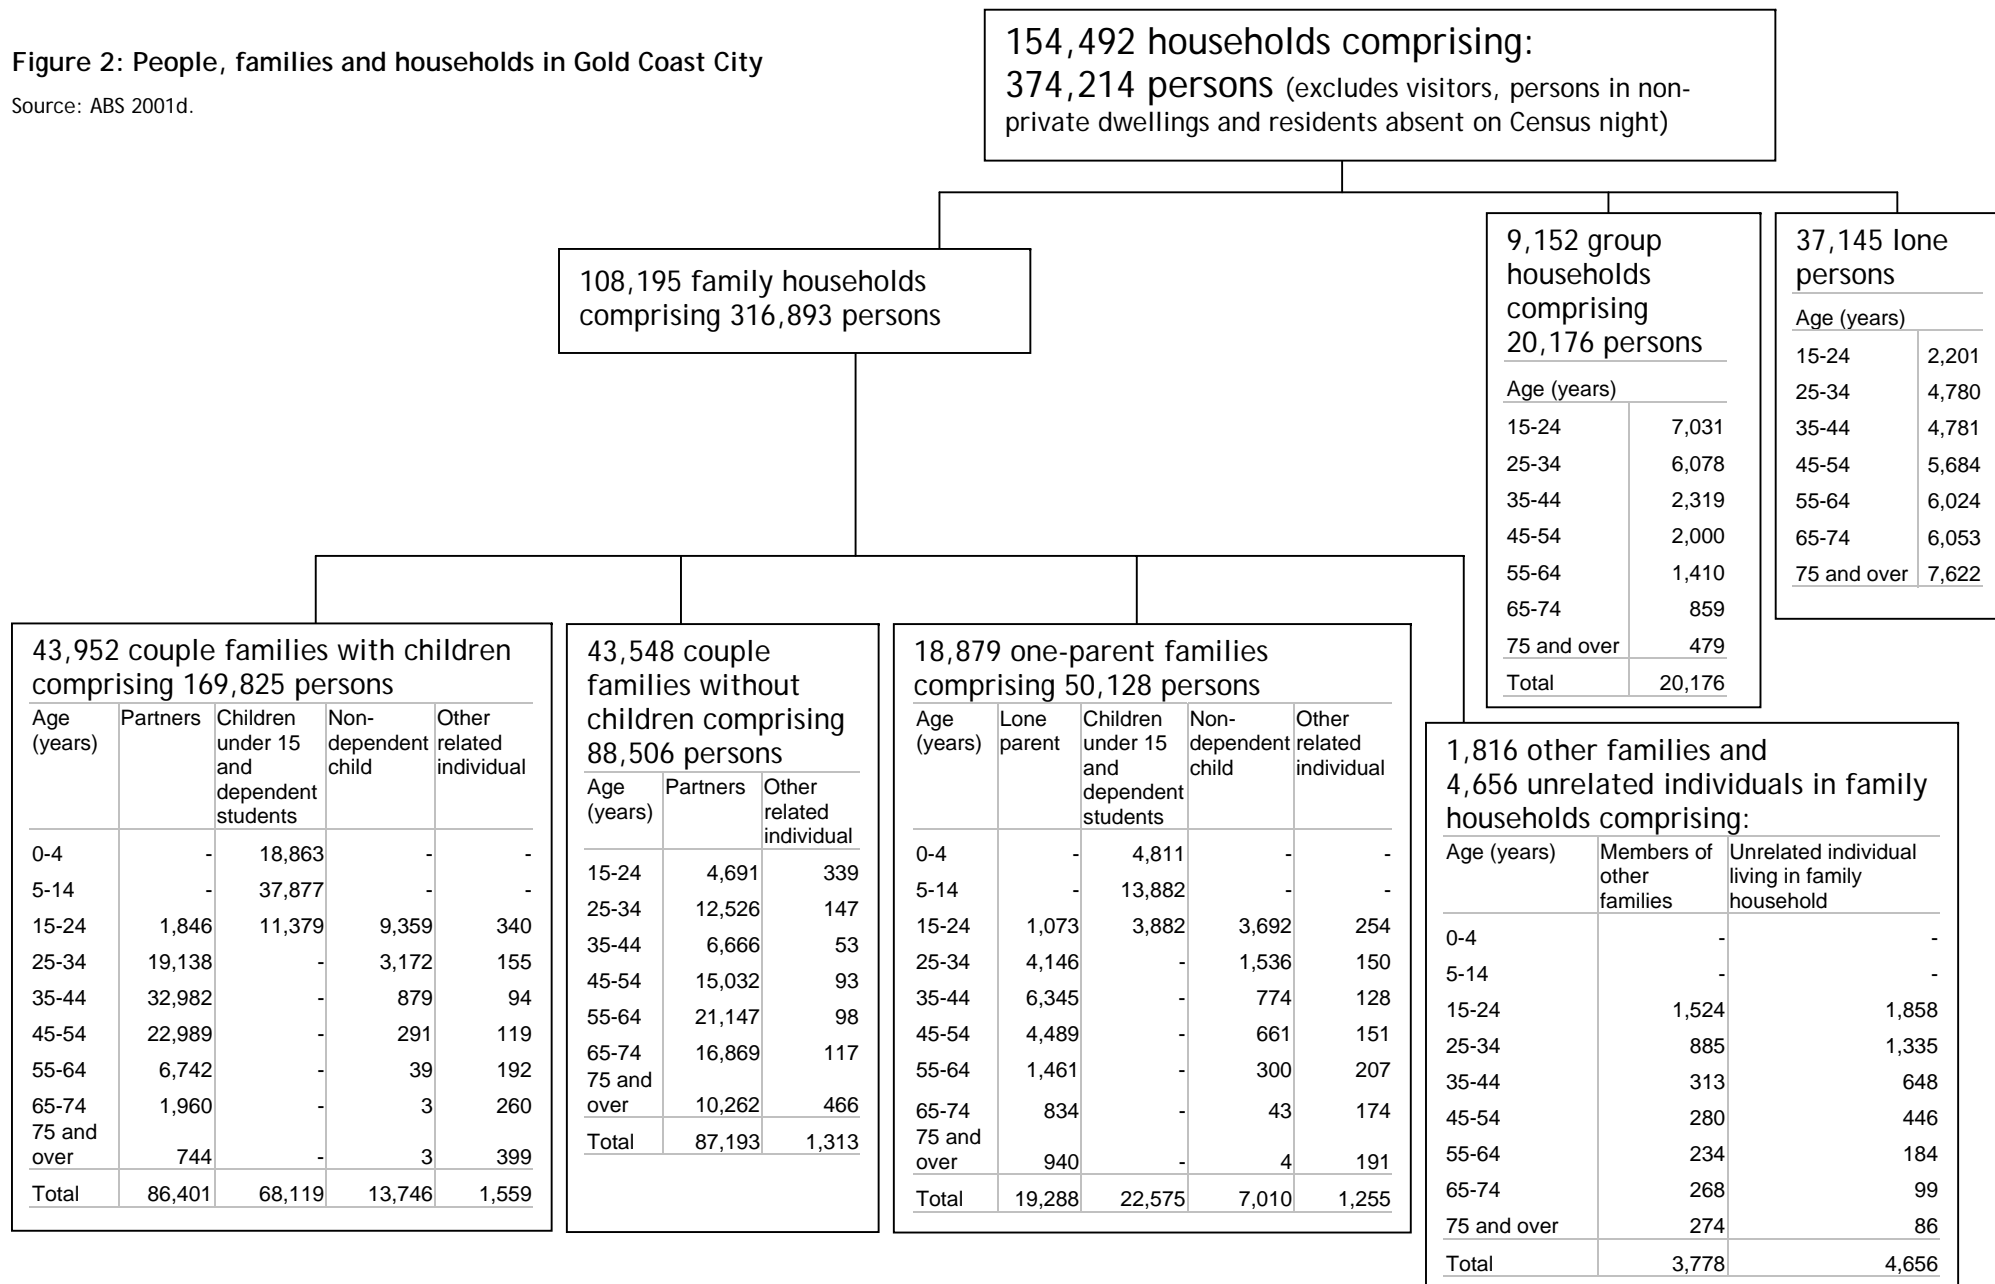 Figure 2: People, families and households in Gold Coast City
Source: ABS 2001d.
154,492 households comprising:
374,214 persons (excludes visitors, persons in non-
private dwellings and residents absent on Census night)
108,195 family households
comprising 316,893 persons
9,152 group
households
comprising
20,176 persons
Age (years)
15-24 7,031
25-34 6,078
35-44 2,319
45-54 2,000
55-64 1,410
65-74 859
75 and over 479
Total 20,176
37,145 lone
persons
Age (years)
15-24 2,201
25-34 4,780
35-44 4,781
45-54 5,684
55-64 6,024
65-74 6,053
75 and over 7,622
43,952 couple families with children
comprising 169,825 persons
Age Partners Children Non- Other
(years) under 15 dependent related
and child individual
dependent
students
0-4 - 18,863 - -
5-14 - 37,877 - -
15-24 1,846 11,379 9,359 340
25-34 19,138 - 3,172 155
35-44 32,982 - 879 94
45-54 22,989 - 291 119
55-64 6,742 - 39 192
65-74 1,960 - 3 260
75 and
over 744 - 3 399
Total 86,401 68,119 13,746 1,559
43,548 couple
families without
children comprising
88,506 persons
Age Partners Other
(years) related
individual
15-24 4,691 339
25-34 12,526 147
35-44 6,666 53
45-54 15,032 93
55-64 21,147 98
65-74 16,869 117
75 and
over 10,262 466
Total 87,193 1,313
18,879 one-parent families
comprising 50,128 persons
Age Lone Children Non- Other
(years) parent under 15 dependent related
and child individual
dependent
students
0-4 - 4,811 - -
5-14 - 13,882 - -
15-24 1,073 3,882 3,692 254
25-34 4,146 - 1,536 150
35-44 6,345 - 774 128
45-54 4,489 - 661 151
55-64 1,461 - 300 207
65-74 834 - 43 174
75 and
over 940 - 4 191
Total 19,288 22,575 7,010 1,255
1,816 other families and
4,656 unrelated individuals in family
households comprising:
Age (years) Members of Unrelated individual
other living in family
families household
0-4 - -
5-14 - -
15-24 1,524 1,858
25-34 885 1,335
35-44 313 648
45-54 280 446
55-64 234 184
65-74 268 99
75 and over 274 86
Total 3,778 4,656